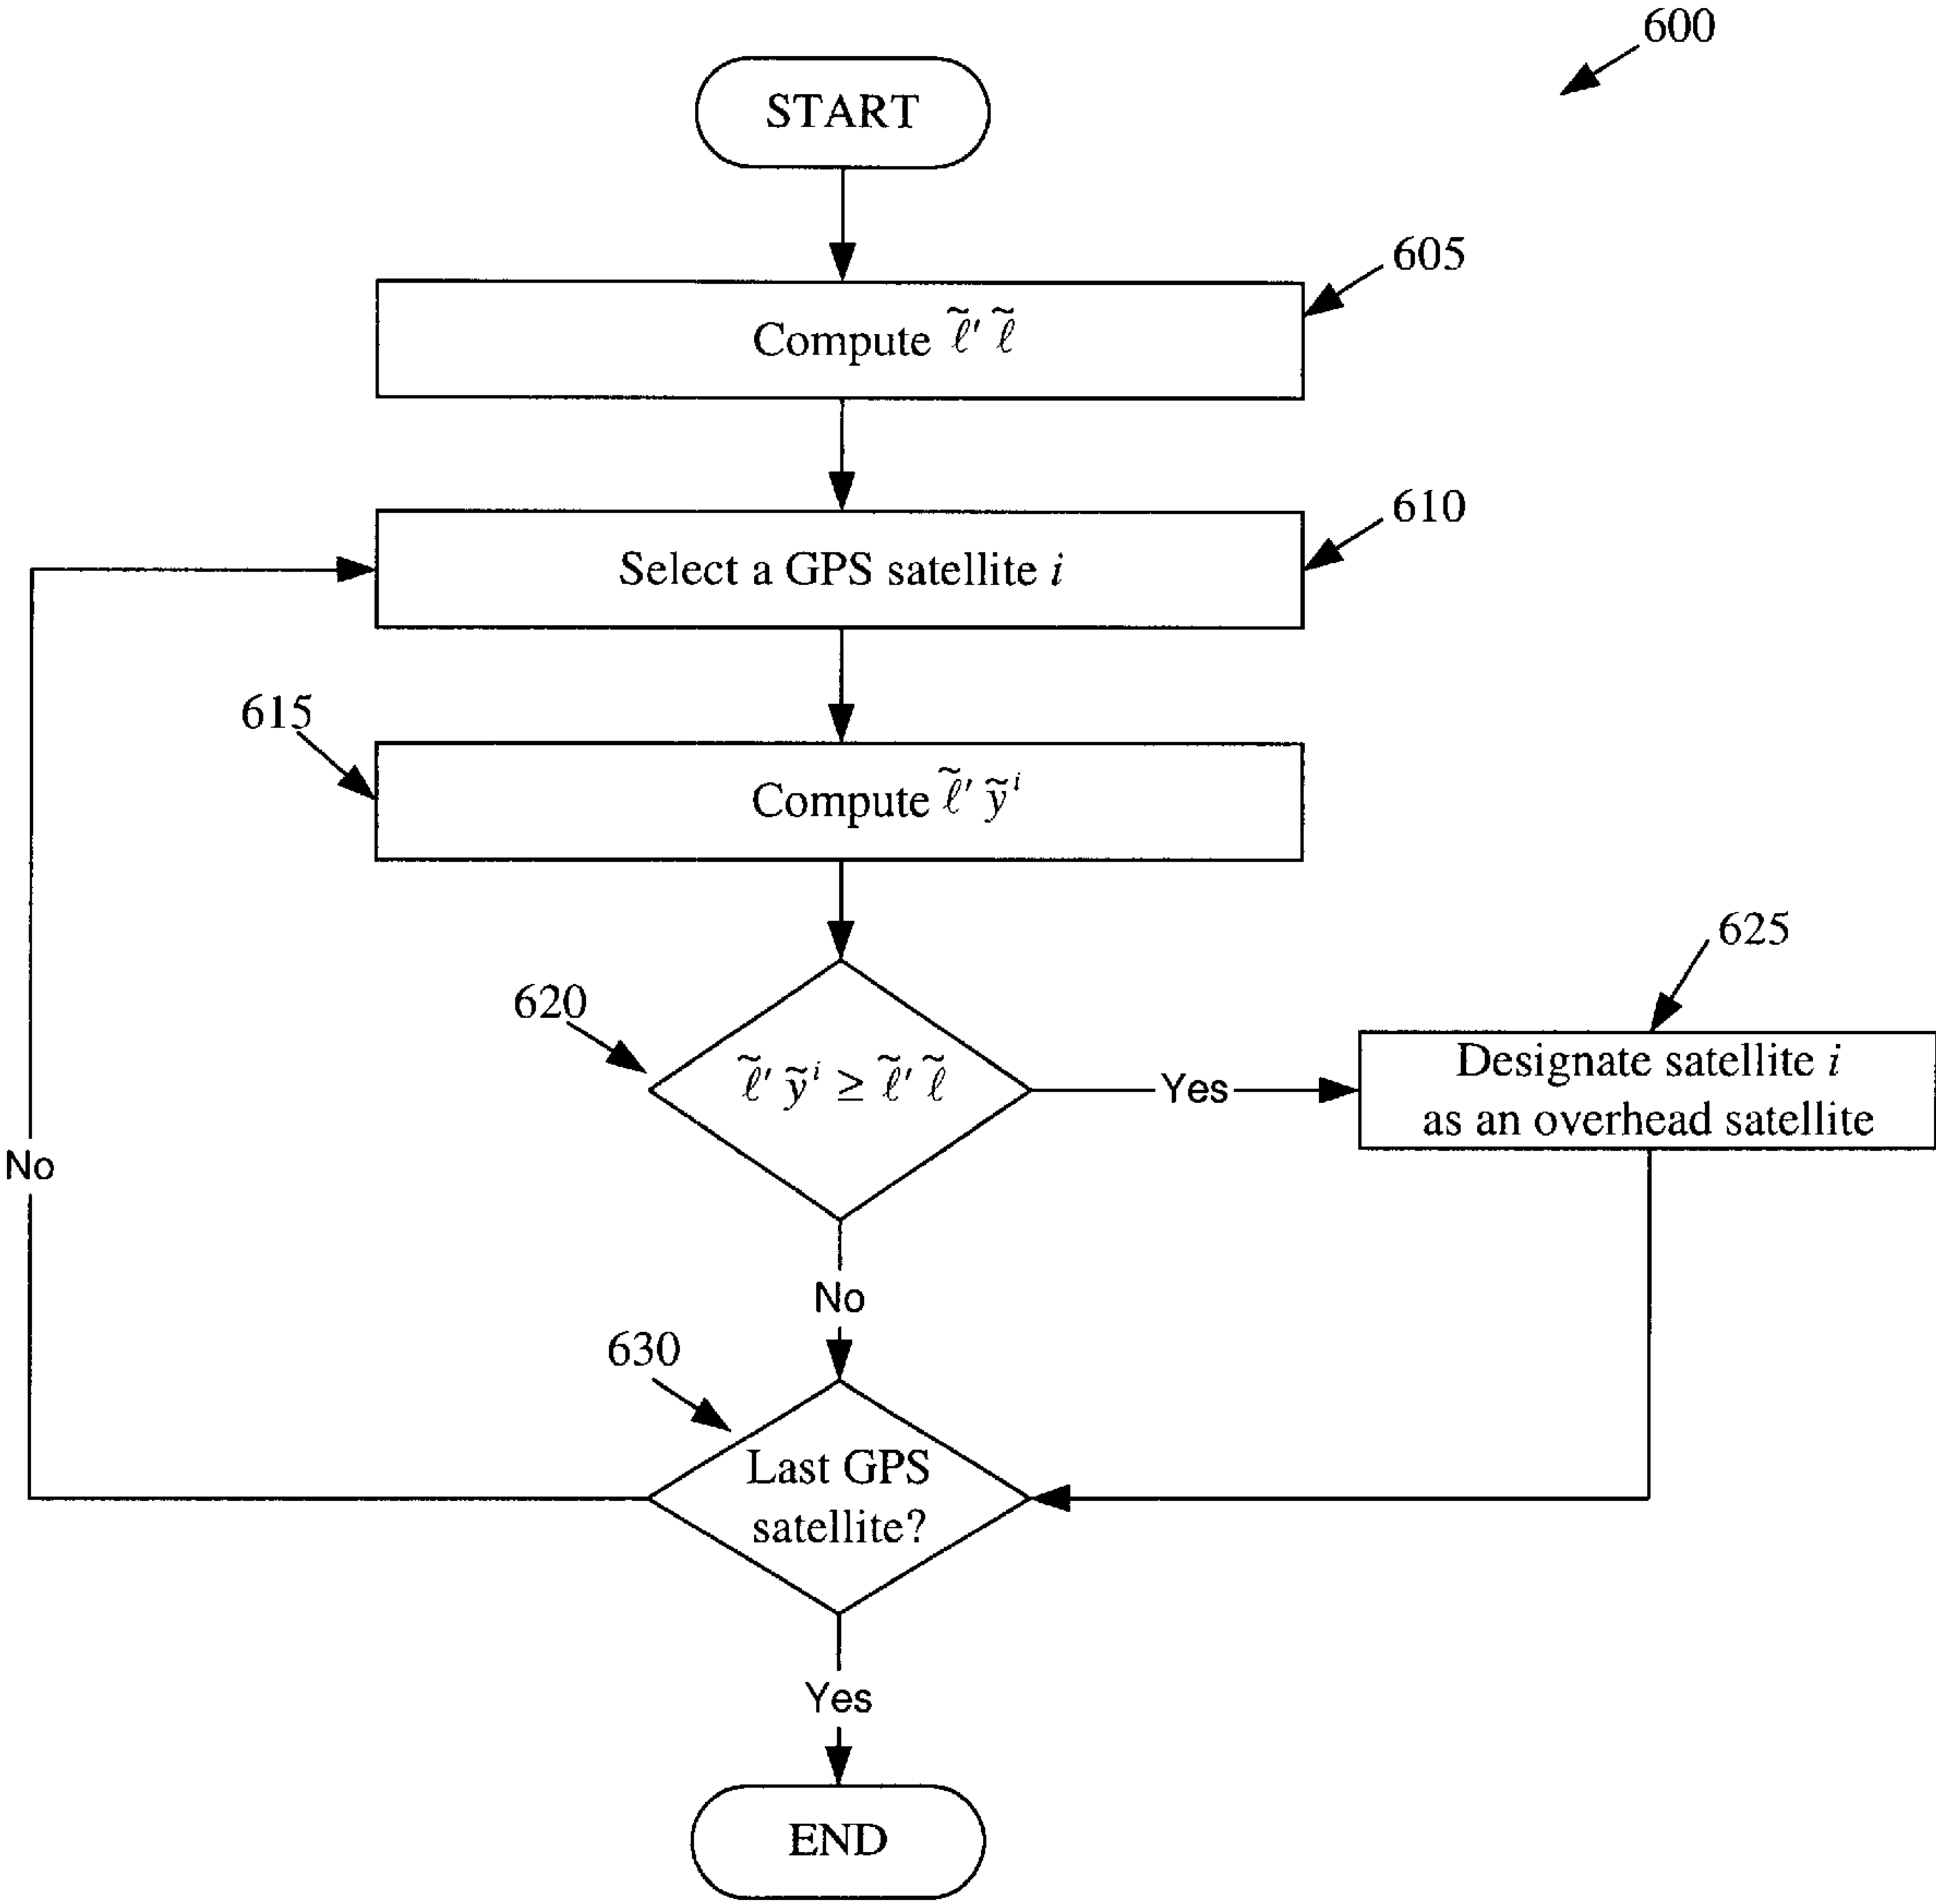 600
START
605
Compute ℓ̃′ ℓ̃
610
Select a GPS satellite i
615
Compute ℓ̃′ ỹⁱ
625
620
ℓ̃′ ỹⁱ ≥ ℓ̃′ ℓ̃
Yes
Designate satellite i
as an overhead satellite
No
No
630
Last GPS
satellite?
Yes
END